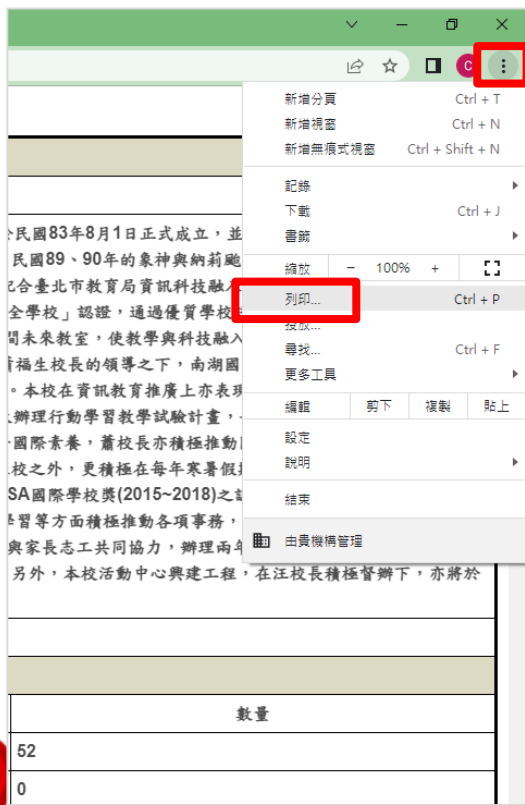 C
新增分頁 Ctrl + T
新增視窗 Ctrl + N
新增無痕式視窗 Ctrl + Shift + N
記錄
下載 Ctrl + J
書籤
縮放 − 100% +
列印... Ctrl + P
投放...
尋找... Ctrl + F
更多工具
編輯 剪下 複製 貼上
設定
說明
結束
由貴機構管理
民國83年8月1日正式成立,並
民國89、90年的象神與納莉颱
配合臺北市教育局資訊科技融入
全學校」認證,通過優質學校
間未來教室,使教學與科技融入
福生校長的領導之下,南湖國
。本校在資訊教育推廣上亦表現
辦理行動學習教學試驗計畫,
國際素養,蕭校長亦積極推動
校之外,更積極在每年寒暑假
SA國際學校獎(2015~2018)之
學習等方面積極推動各項事務,
與家長志工共同協力,辦理兩年
另外,本校活動中心興建工程,在汪校長積極督辦下,亦將於
數量
52
0